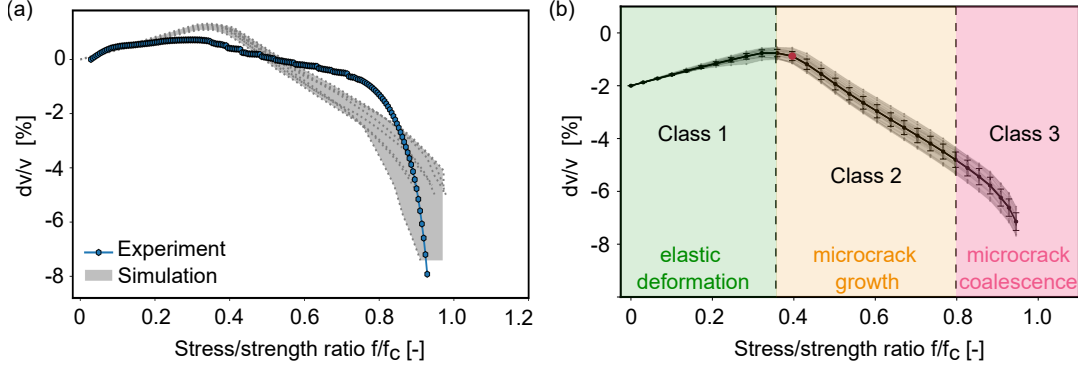 (a)
0
-2
-4
-6
-8
dv/v [%]
Experiment
Simulation
0 0.2 0.4 0.6 0.8 1.0 1.2
Stress/strength ratio f/fC [-]
(b)
0
-2
-4
-6
-8
dv/v [%]
Class 1
Class 2
Class 3
elastic
deformation
microcrack
growth
microcrack
coalescence
0 0.2 0.4 0.6 0.8 1.0
Stress/strength ratio f/fC [-]